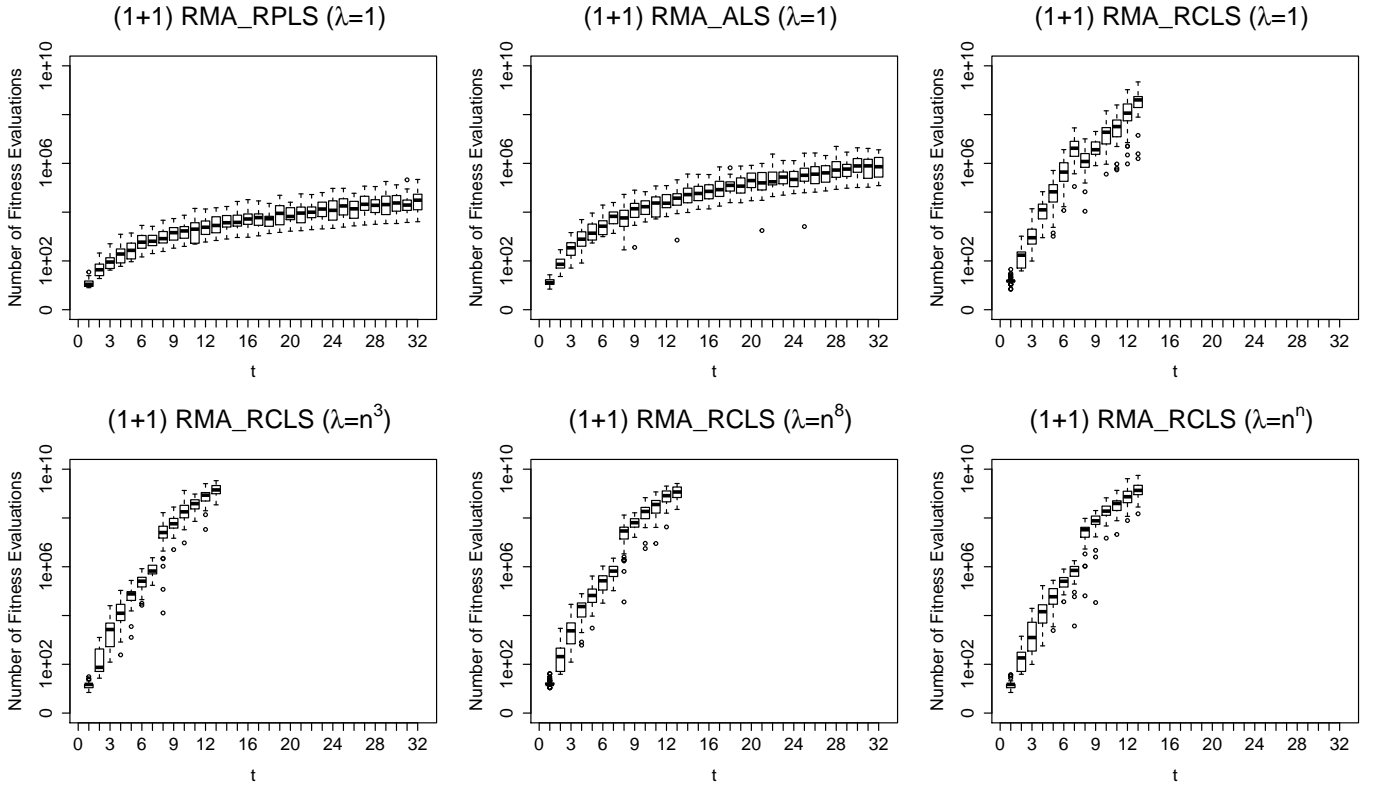 (1+1) RMA_RPLS (λ=1)
Number of Fitness Evaluations
0 1e+02 1e+06 1e+10
0 3 6 9 12 16 20 24 28 32
t
(1+1) RMA_ALS (λ=1)
Number of Fitness Evaluations
0 1e+02 1e+06 1e+10
0 3 6 9 12 16 20 24 28 32
t
(1+1) RMA_RCLS (λ=1)
Number of Fitness Evaluations
0 1e+02 1e+06 1e+10
0 3 6 9 12 16 20 24 28 32
t
(1+1) RMA_RCLS (λ=n³)
Number of Fitness Evaluations
0 1e+02 1e+06 1e+10
0 3 6 9 12 16 20 24 28 32
t
(1+1) RMA_RCLS (λ=n⁸)
Number of Fitness Evaluations
0 1e+02 1e+06 1e+10
0 3 6 9 12 16 20 24 28 32
t
(1+1) RMA_RCLS (λ=nⁿ)
Number of Fitness Evaluations
0 1e+02 1e+06 1e+10
0 3 6 9 12 16 20 24 28 32
t